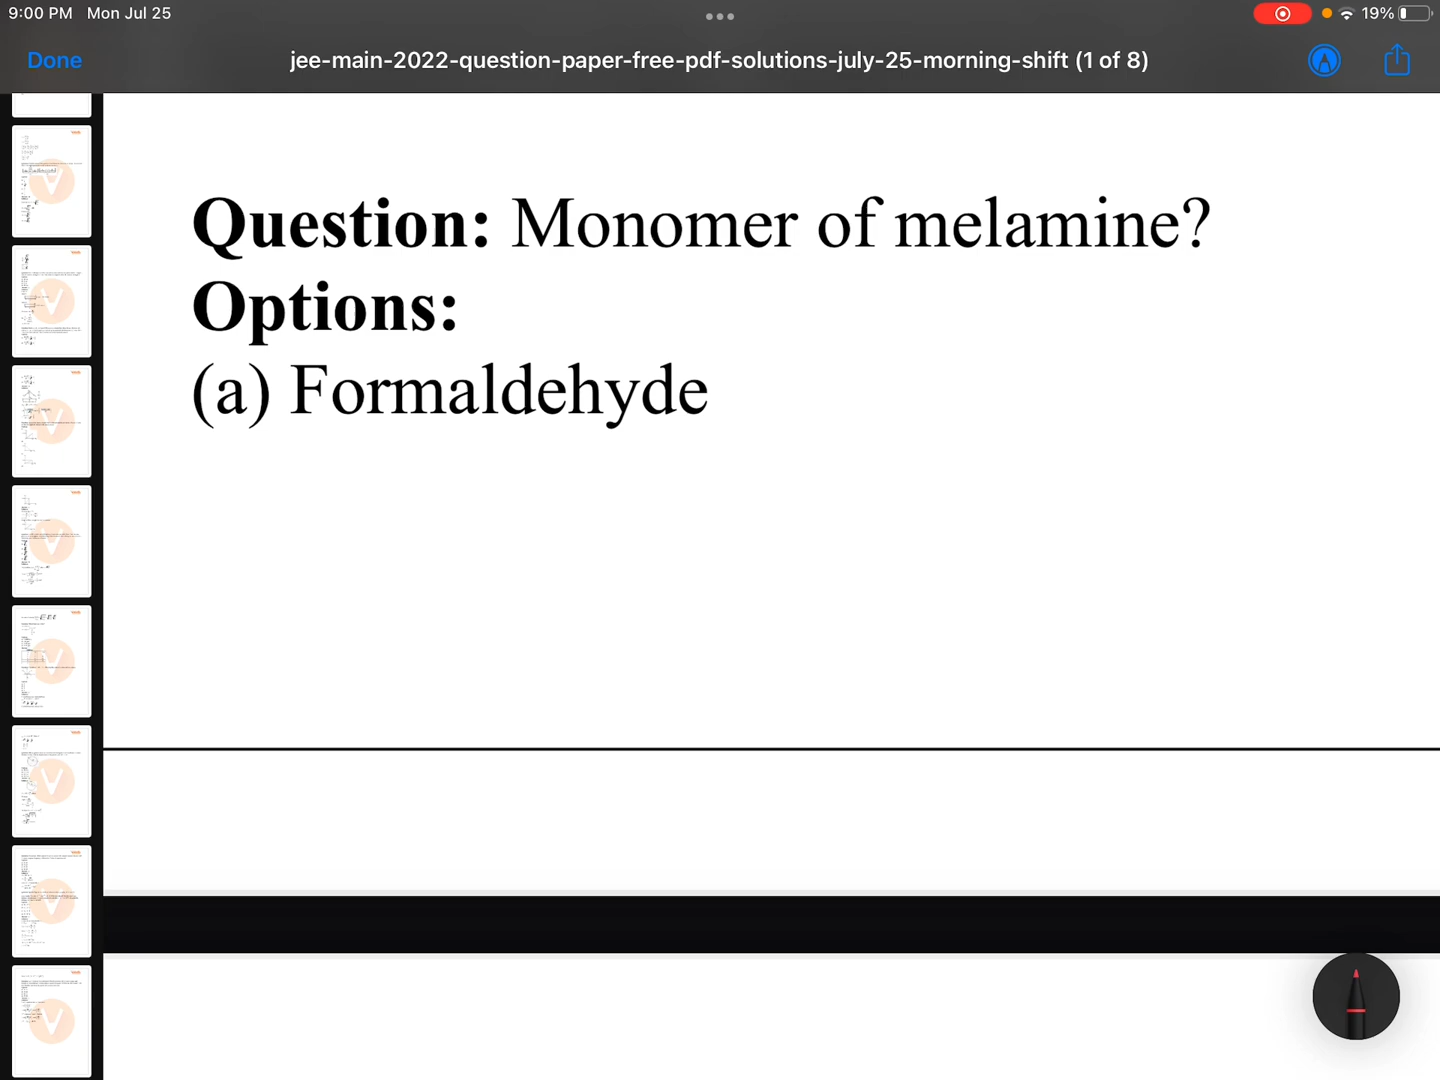 9:00 PM Mon Jul 25
19%
Done
jee-main-2022-question-paper-free-pdf-solutions-july-25-morning-shift (1 of 8)
Question: Monomer of melamine?
Options:
(a) Formaldehyde